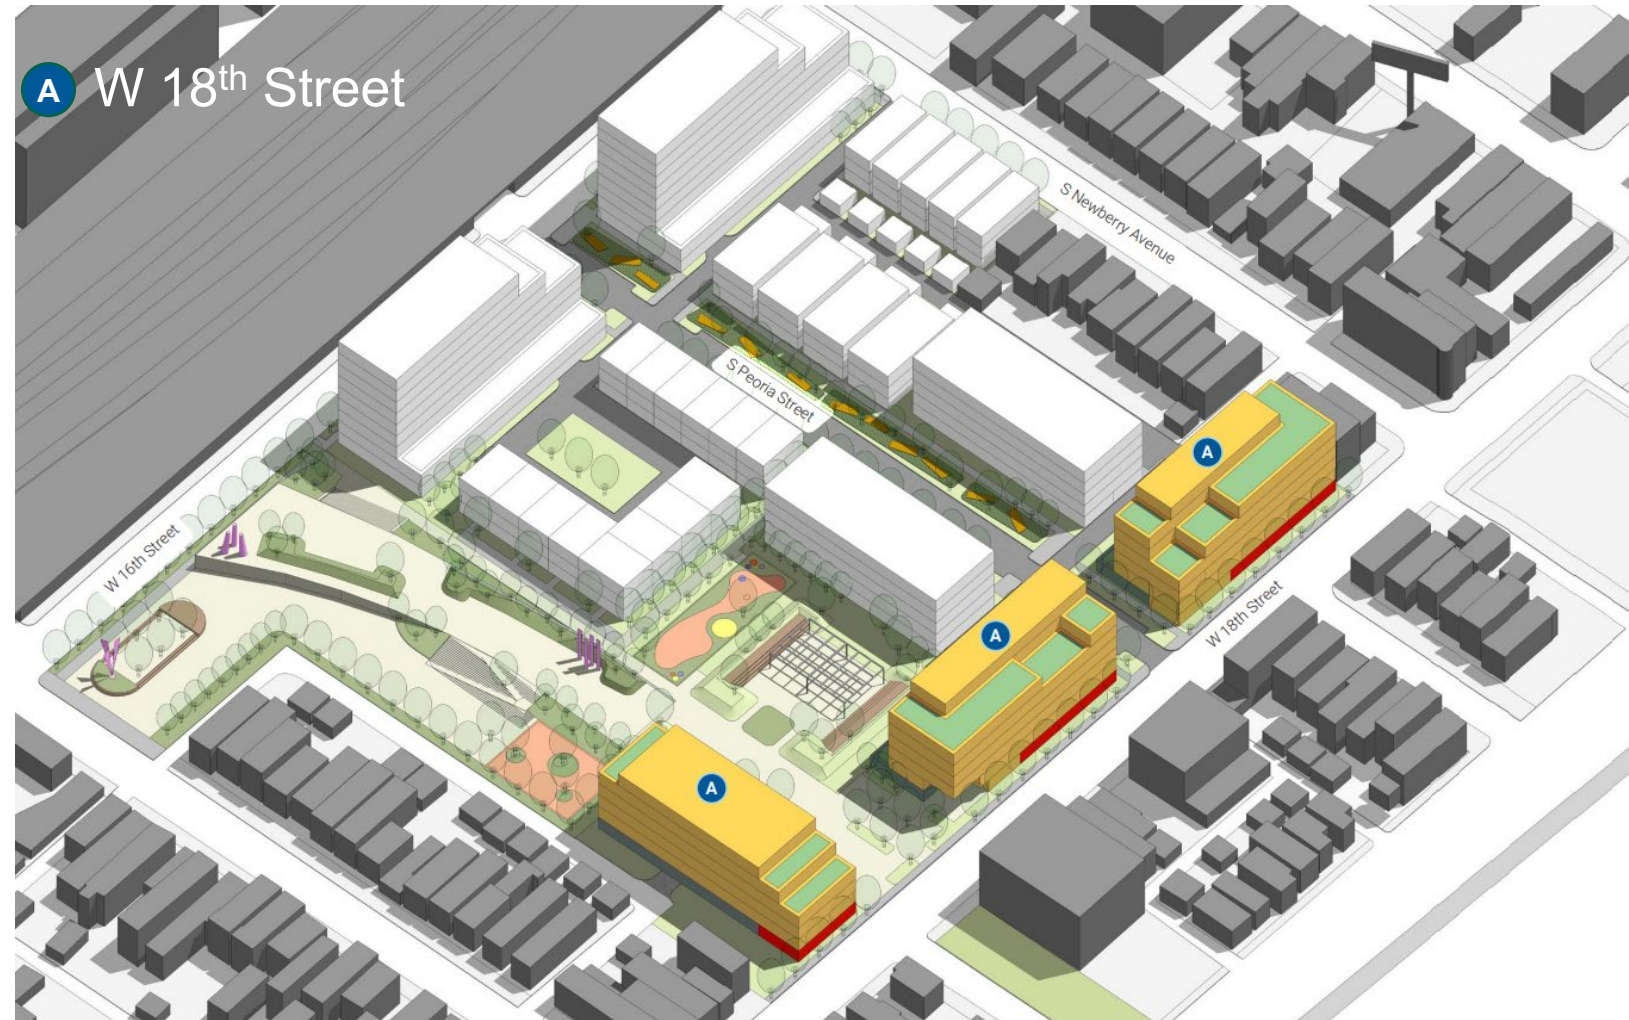 A W 18th Street
S Newberry Avenue
S Peoria Street
A
W 16th Street
W 18th Street
A
A